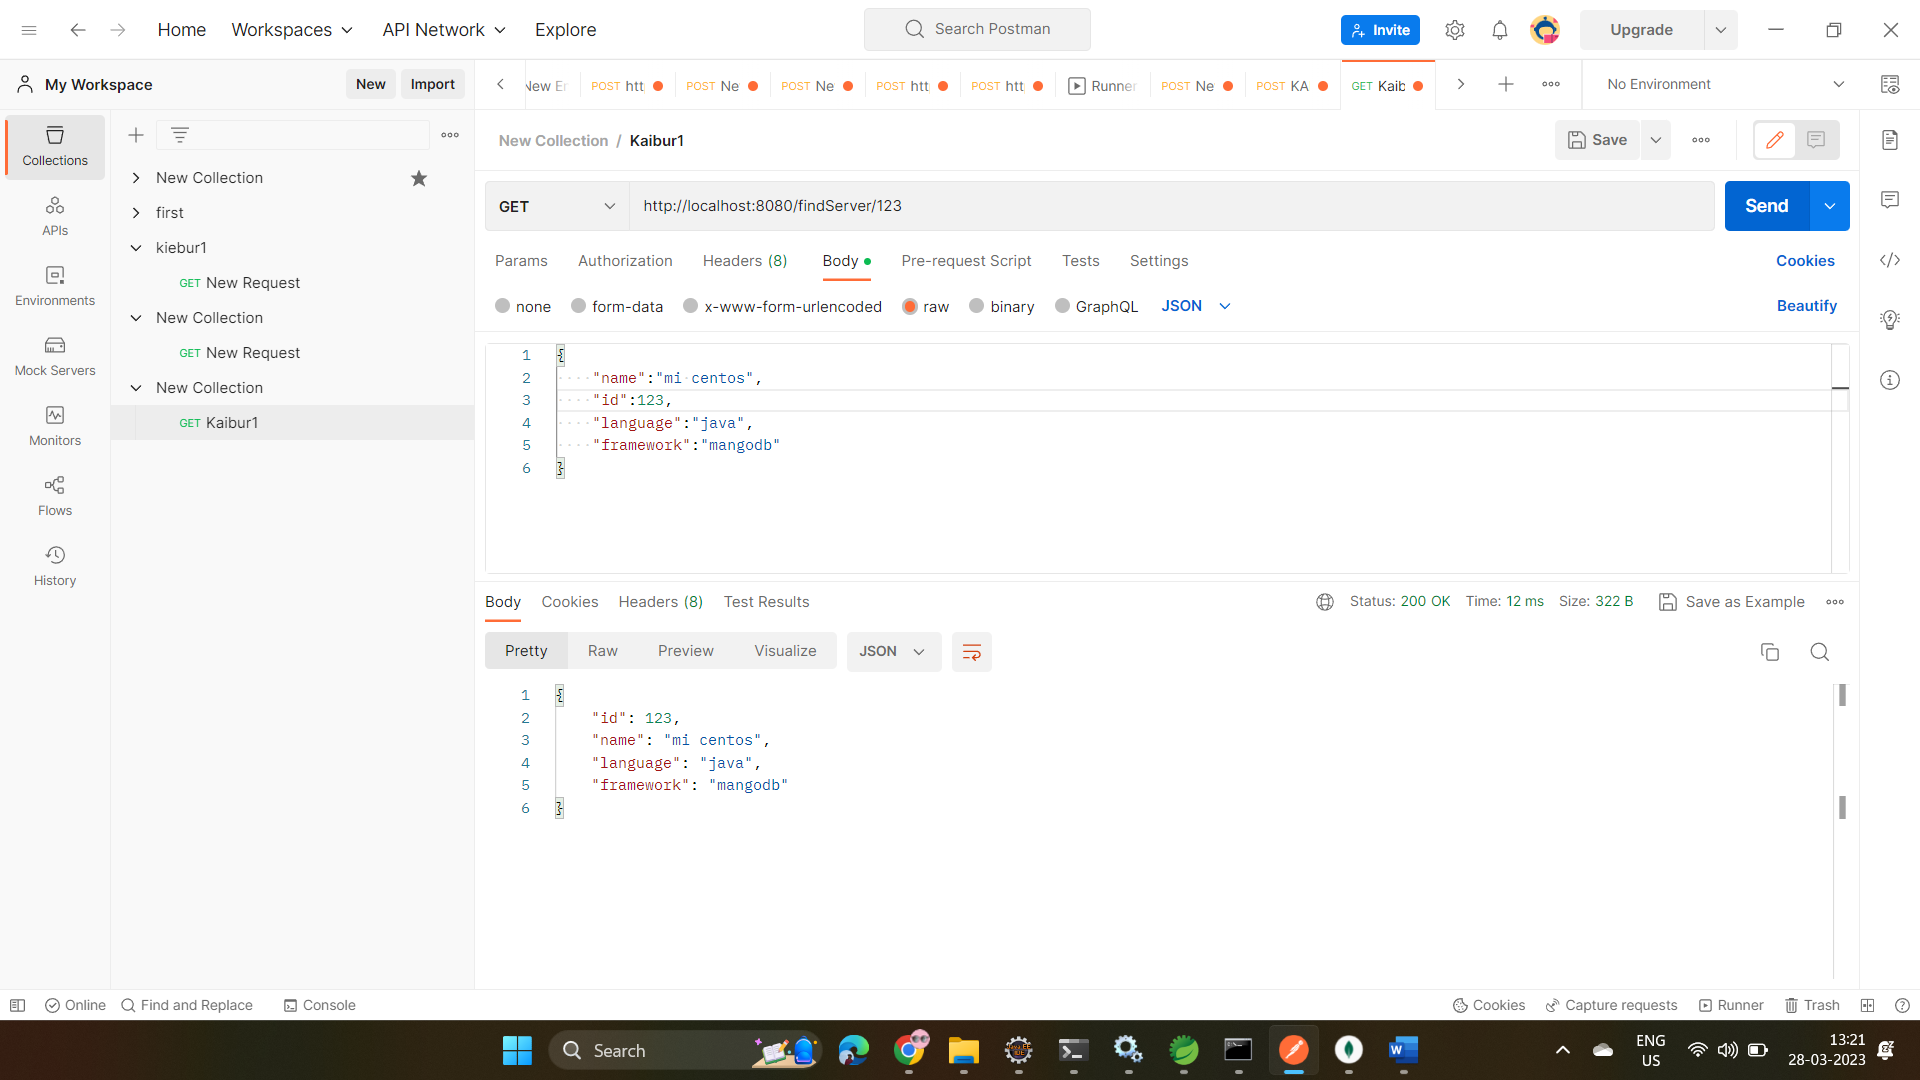 Home Workspaces API Network Explore Search Postman Invite Upgrade
My Workspace New Import
New Er POST htt POST Ne POST Ne POST htt POST htt Runner POST Ne POST KA GET Kaib No Environment
Collections
APIs
Environments
Mock Servers
Monitors
Flows
History
New Collection
first
kiebur1
GET New Request
New Collection
GET New Request
New Collection
GET Kaibur1
New Collection / Kaibur1 Save
GET http://localhost:8080/findServer/123 Send
Params Authorization Headers (8) Body Pre-request Script Tests Settings Cookies
none form-data x-www-form-urlencoded raw binary GraphQL JSON Beautify
1 {
2 "name":"mi centos",
3 "id":123,
4 "language":"java",
5 "framework":"mangodb"
6 }
Body Cookies Headers (8) Test Results Status: 200 OK Time: 12 ms Size: 322 B Save as Example
Pretty Raw Preview Visualize JSON
1 {
2 "id": 123,
3 "name": "mi centos",
4 "language": "java",
5 "framework": "mangodb"
6 }
Online Find and Replace Console Cookies Capture requests Runner Trash
Search
ENG
US
13:21
28-03-2023